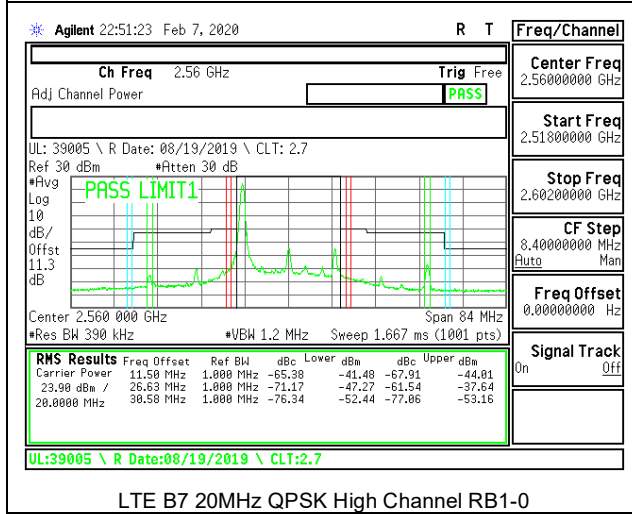 Agilent 22:51:23 Feb 7, 2020 R T
Freq/Channel
Ch Freq 2.56 GHz Trig Free
Adj Channel Power PASS
Center Freq
2.56000000 GHz
Start Freq
2.51800000 GHz
Stop Freq
2.60200000 GHz
CF Step
8.40000000 MHz
Auto Man
Freq Offset
0.00000000 Hz
Signal Track
On Off
UL: 39005 \ R Date: 08/19/2019 \ CLT: 2.7
Ref 30 dBm #Atten 30 dB
#Avg
Log
10
dB/
Offst
11.3
dB
PASS LIMIT1
Center 2.560 000 GHz Span 84 MHz
#Res BW 390 kHz #VBW 1.2 MHz Sweep 1.667 ms (1001 pts)
RMS Results Freq Offset Ref BW dBc Lower dBm dBc Upper dBm
Carrier Power 11.50 MHz 1.000 MHz -65.38 -41.48 -67.91 -44.01
23.90 dBm / 26.63 MHz 1.000 MHz -71.17 -47.27 -61.54 -37.64
20.0000 MHz 30.58 MHz 1.000 MHz -76.34 -52.44 -77.06 -53.16
UL:39005 \ R Date:08/19/2019 \ CLT:2.7
LTE B7 20MHz QPSK High Channel RB1-0